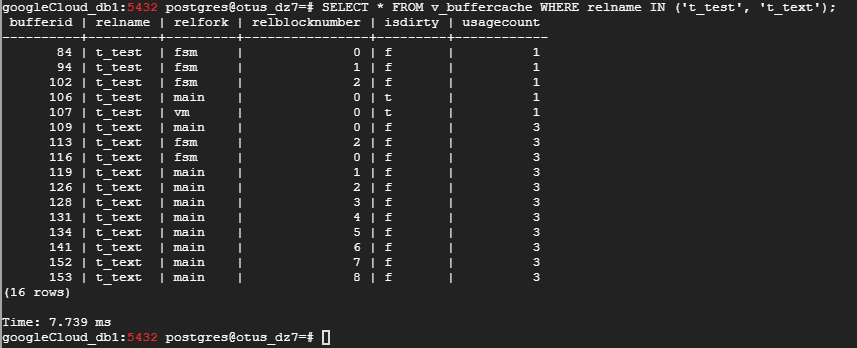 googleCloud_db1:5432 postgres@otus_dz7=# SELECT * FROM v_buffercache WHERE relname IN ('t_test', 't_text');
 bufferid | relname | relfork | relblocknumber | isdirty | usagecount
----------+---------+---------+----------------+---------+------------
       84 | t_test  | fsm     |              0 | f       |          1
       94 | t_test  | fsm     |              1 | f       |          1
      102 | t_test  | fsm     |              2 | f       |          1
      106 | t_test  | main    |              0 | t       |          1
      107 | t_test  | vm      |              0 | t       |          1
      109 | t_text  | main    |              0 | f       |          3
      113 | t_text  | fsm     |              2 | f       |          3
      116 | t_text  | fsm     |              0 | f       |          3
      119 | t_text  | main    |              1 | f       |          3
      126 | t_text  | main    |              2 | f       |          3
      128 | t_text  | main    |              3 | f       |          3
      131 | t_text  | main    |              4 | f       |          3
      134 | t_text  | main    |              5 | f       |          3
      141 | t_text  | main    |              6 | f       |          3
      152 | t_text  | main    |              7 | f       |          3
      153 | t_text  | main    |              8 | f       |          3
(16 rows)

Time: 7.739 ms
googleCloud_db1:5432 postgres@otus_dz7=#